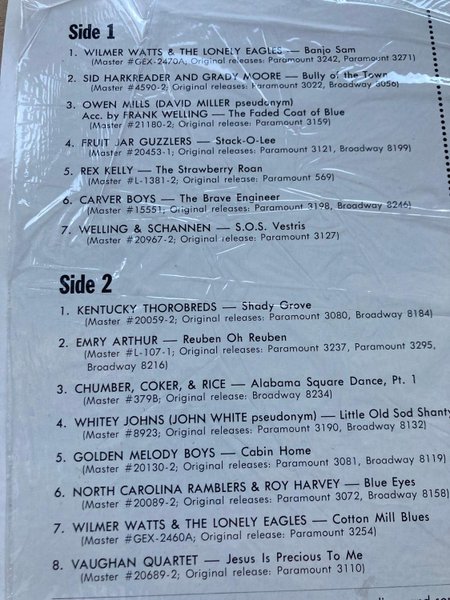 Side 1
1. WILMER WATTS & THE LONELY EAGLES — Banjo Sam
(Master #GEX-2470A; Original releases: Paramount 3242, Paramount 3271)
2. SID HARKREADER AND GRADY MOORE — Bully of the Town
(Master #4590-2; Original releases: Paramount 3022, Broadway 8056)
3. OWEN MILLS (DAVID MILLER pseudonym)
Acc. by FRANK WELLING — The Faded Coat of Blue
(Master #21180-2; Original release: Paramount 3159)
4. FRUIT JAR GUZZLERS — Stack-O-Lee
(Master #20453-1; Original releases: Paramount 3121, Broadway 8199)
5. REX KELLY — The Strawberry Roan
(Master #L-1381-2; Original release: Paramount 569)
6. CARVER BOYS — The Brave Engineer
(Master #15551; Original releases: Paramount 3198, Broadway 8246)
7. WELLING & SCHANNEN — S.O.S. Vestris
(Master #20967-2; Original release: Paramount 3127)
Side 2
1. KENTUCKY THOROBREDS — Shady Grove
(Master #20059-2; Original releases: Paramount 3080, Broadway 8184)
2. EMRY ARTHUR — Reuben Oh Reuben
(Master #L-107-1; Original releases: Paramount 3237, Paramount 3295,
Broadway 8216)
3. CHUMBER, COKER, & RICE — Alabama Square Dance, Pt. 1
(Master #379B; Original release: Broadway 8234)
4. WHITEY JOHNS (JOHN WHITE pseudonym) — Little Old Sod Shanty
(Master #8923; Original releases: Paramount 3190, Broadway 8132)
5. GOLDEN MELODY BOYS — Cabin Home
(Master #20130-2; Original releases: Paramount 3081, Broadway 8119)
6. NORTH CAROLINA RAMBLERS & ROY HARVEY — Blue Eyes
(Master #20089-2; Original releases: Paramount 3072, Broadway 8158)
7. WILMER WATTS & THE LONELY EAGLES — Cotton Mill Blues
(Master #GEX-2460A; Original release: Paramount 3254)
8. VAUGHAN QUARTET — Jesus Is Precious To Me
(Master #20689-2; Original release: Paramount 3110)